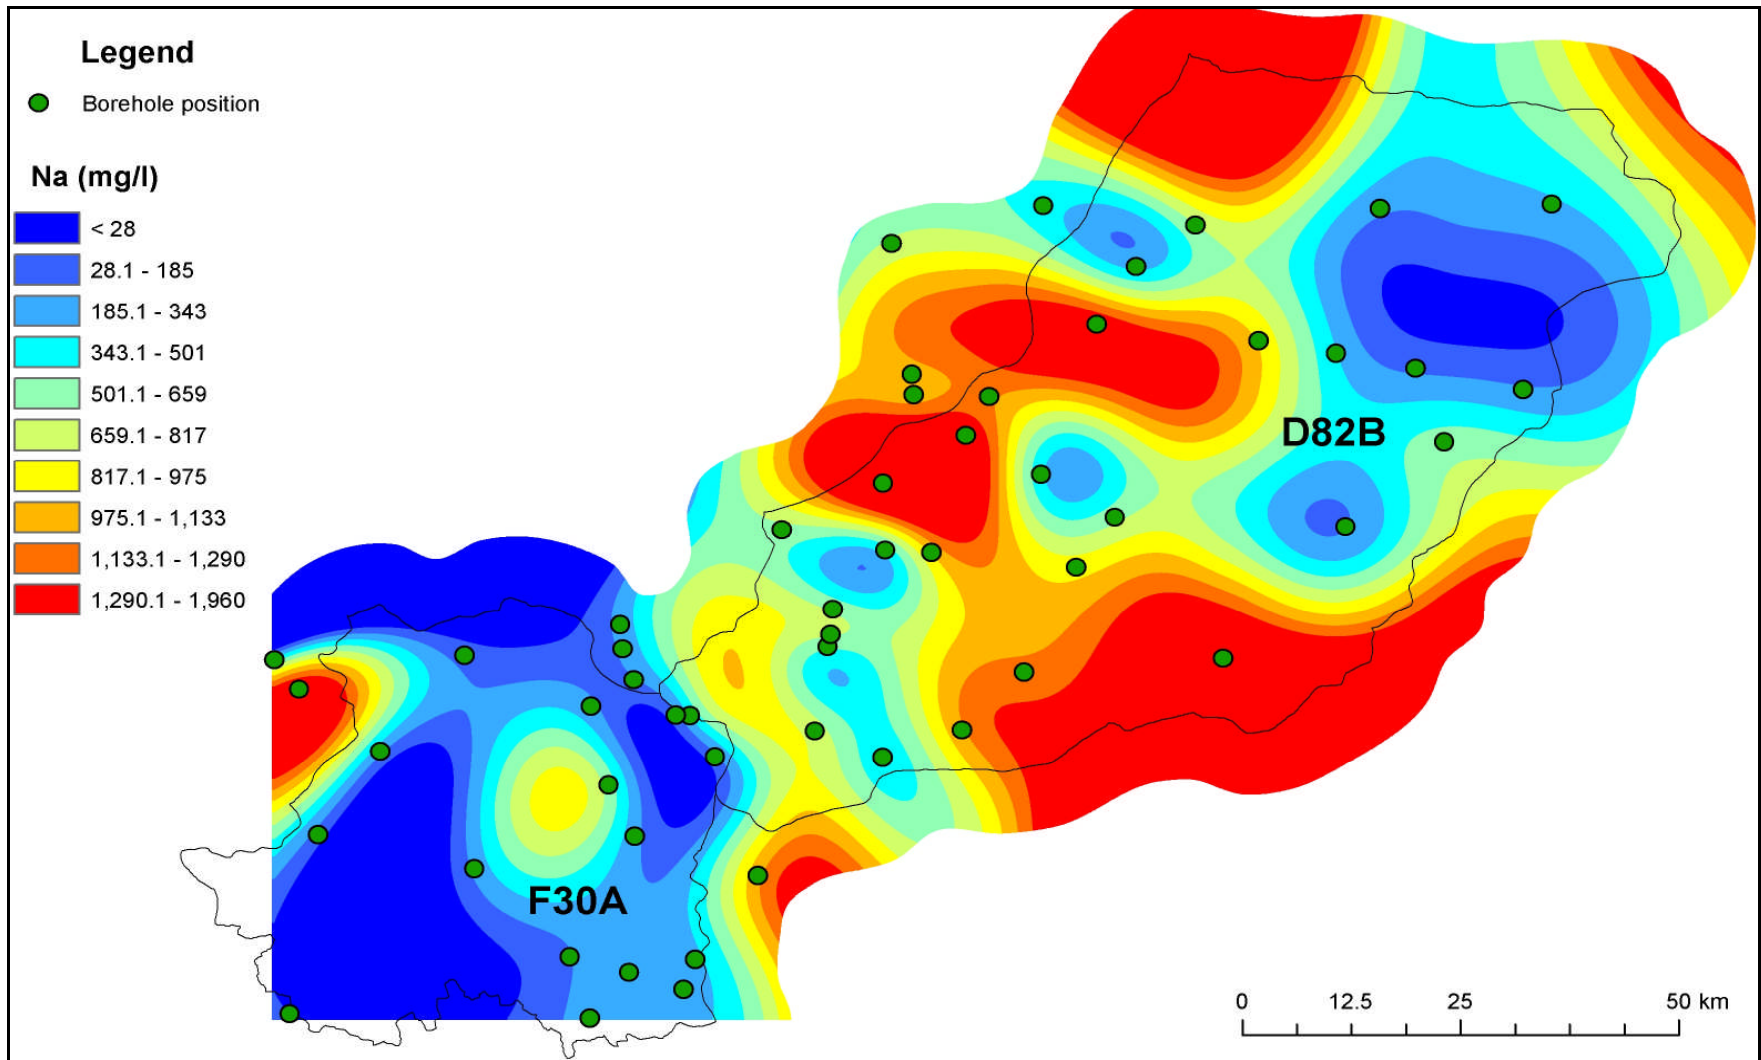 Legend
Borehole position
Na (mg/l)
< 28
28.1 - 185
185.1 - 343
343.1 - 501
501.1 - 659
659.1 - 817
817.1 - 975
975.1 - 1,133
1,133.1 - 1,290
1,290.1 - 1,960
D82B
F30A
0 12.5 25 50 km